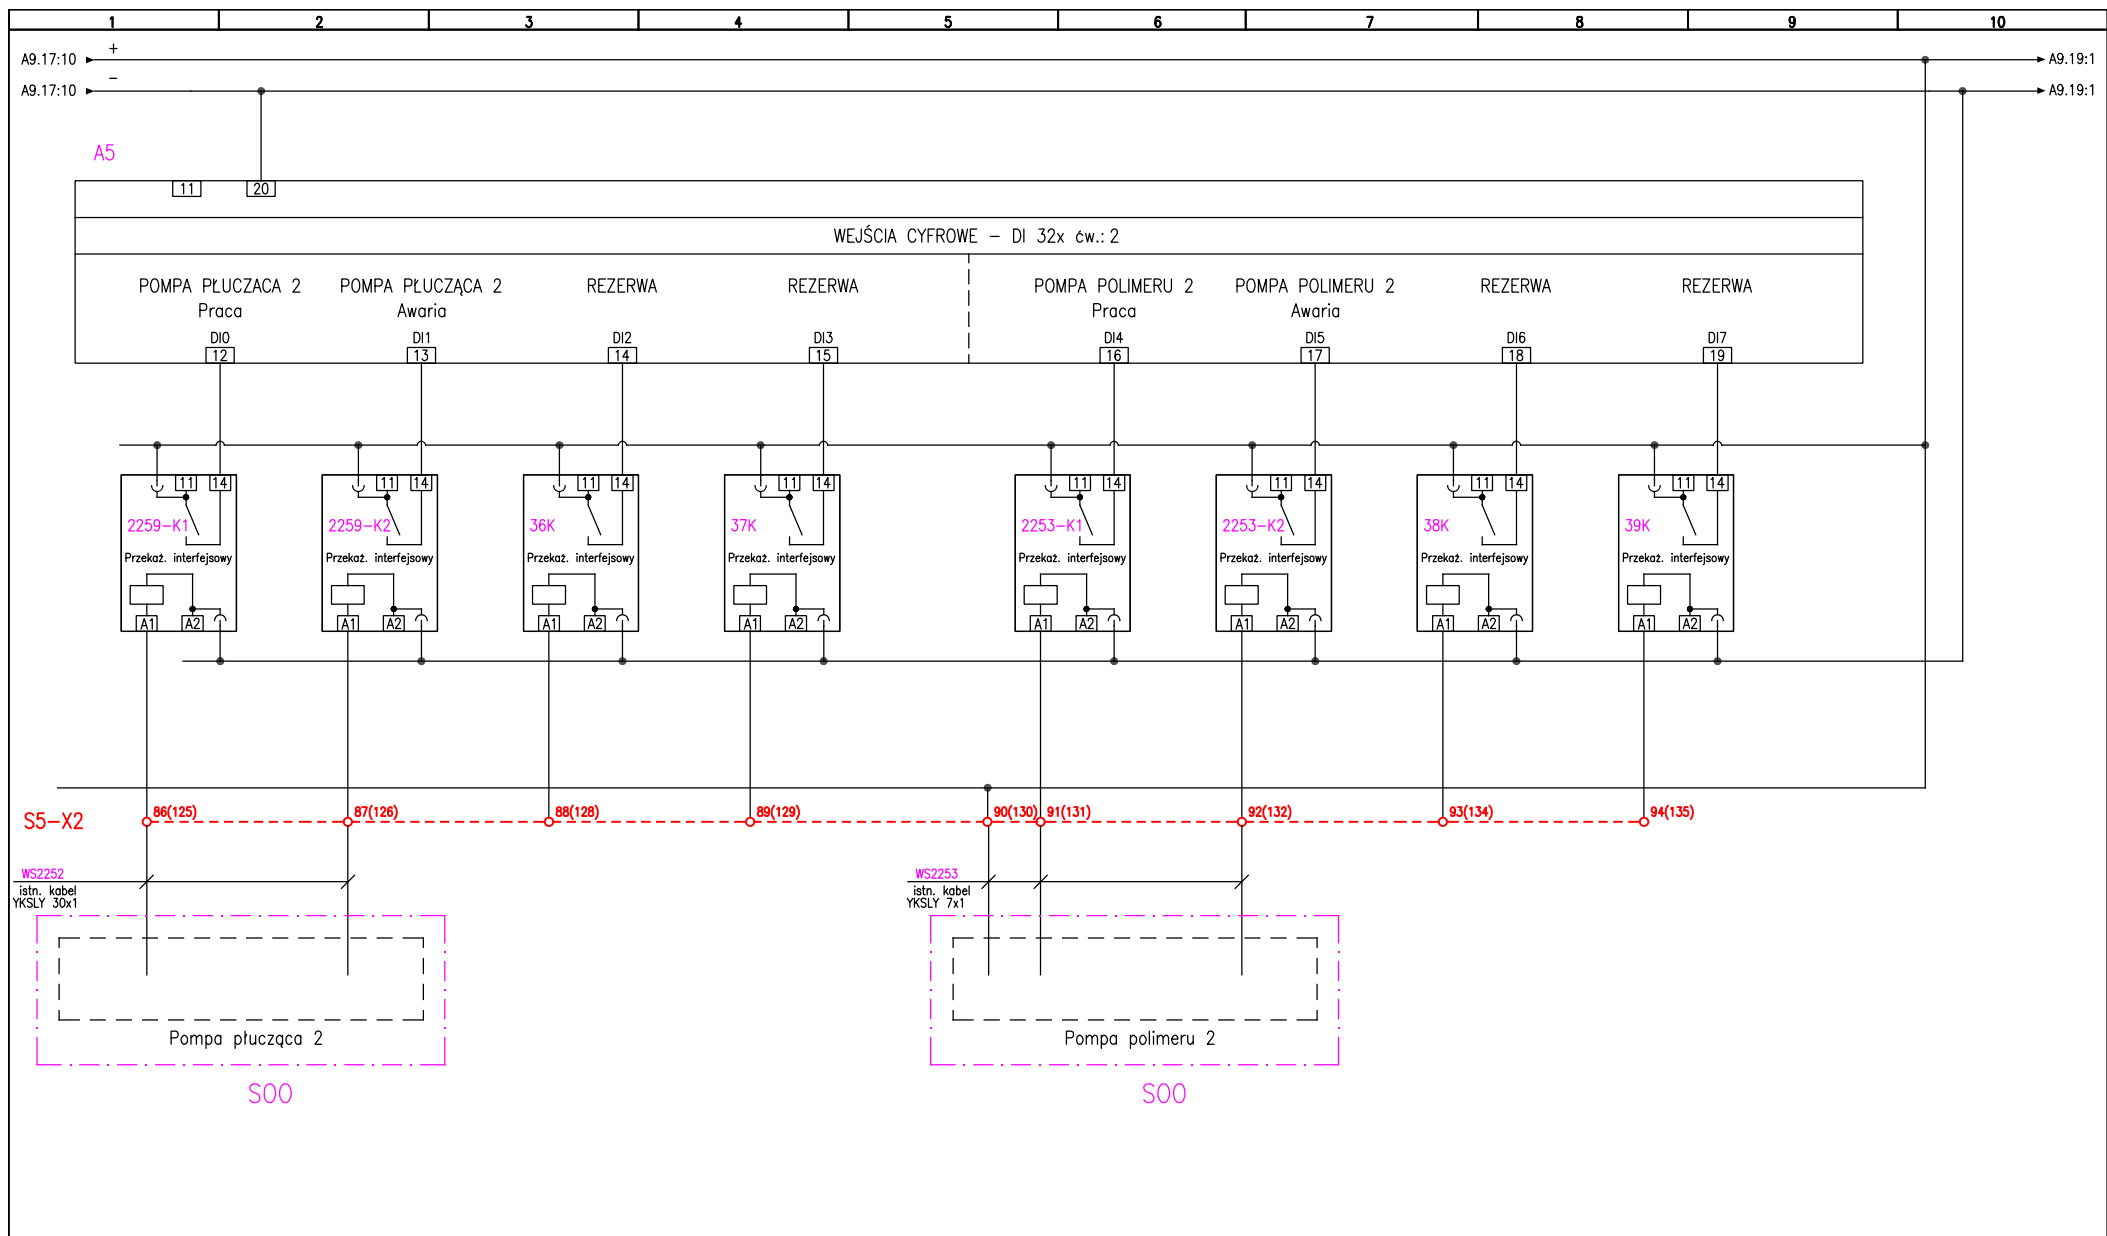 1 2 3 4 5 6 7 8 9 10
A9.17:10 + A9.19:1
A9.17:10 − A9.19:1
A5
11 20
WEJŚCIA CYFROWE − DI 32x ćw.: 2
POMPA PŁUCZACA 2 POMPA PŁUCZĄCA 2 REZERWA REZERWA POMPA POLIMERU 2 POMPA POLIMERU 2 REZERWA REZERWA
Praca Awaria Praca Awaria
DI0 DI1 DI2 DI3 DI4 DI5 DI6 DI7
12 13 14 15 16 17 18 19
11 14 11 14 11 14 11 14 11 14 11 14 11 14 11 14
2259−K1 2259−K2 36K 37K 2253−K1 2253−K2 38K 39K
Przekaź. interfejsowy Przekaź. interfejsowy Przekaź. interfejsowy Przekaź. interfejsowy Przekaź. interfejsowy Przekaź. interfejsowy Przekaź. interfejsowy Przekaź. interfejsowy
A1 A2 A1 A2 A1 A2 A1 A2 A1 A2 A1 A2 A1 A2 A1 A2
S5−X2 86(125) 87(126) 88(128) 89(129) 90(130) 91(131) 92(132) 93(134) 94(135)
WS2252 WS2253
istn. kabel istn. kabel
YKSLY 30x1 YKSLY 7x1
Pompa płucząca 2 Pompa polimeru 2
S00 S00